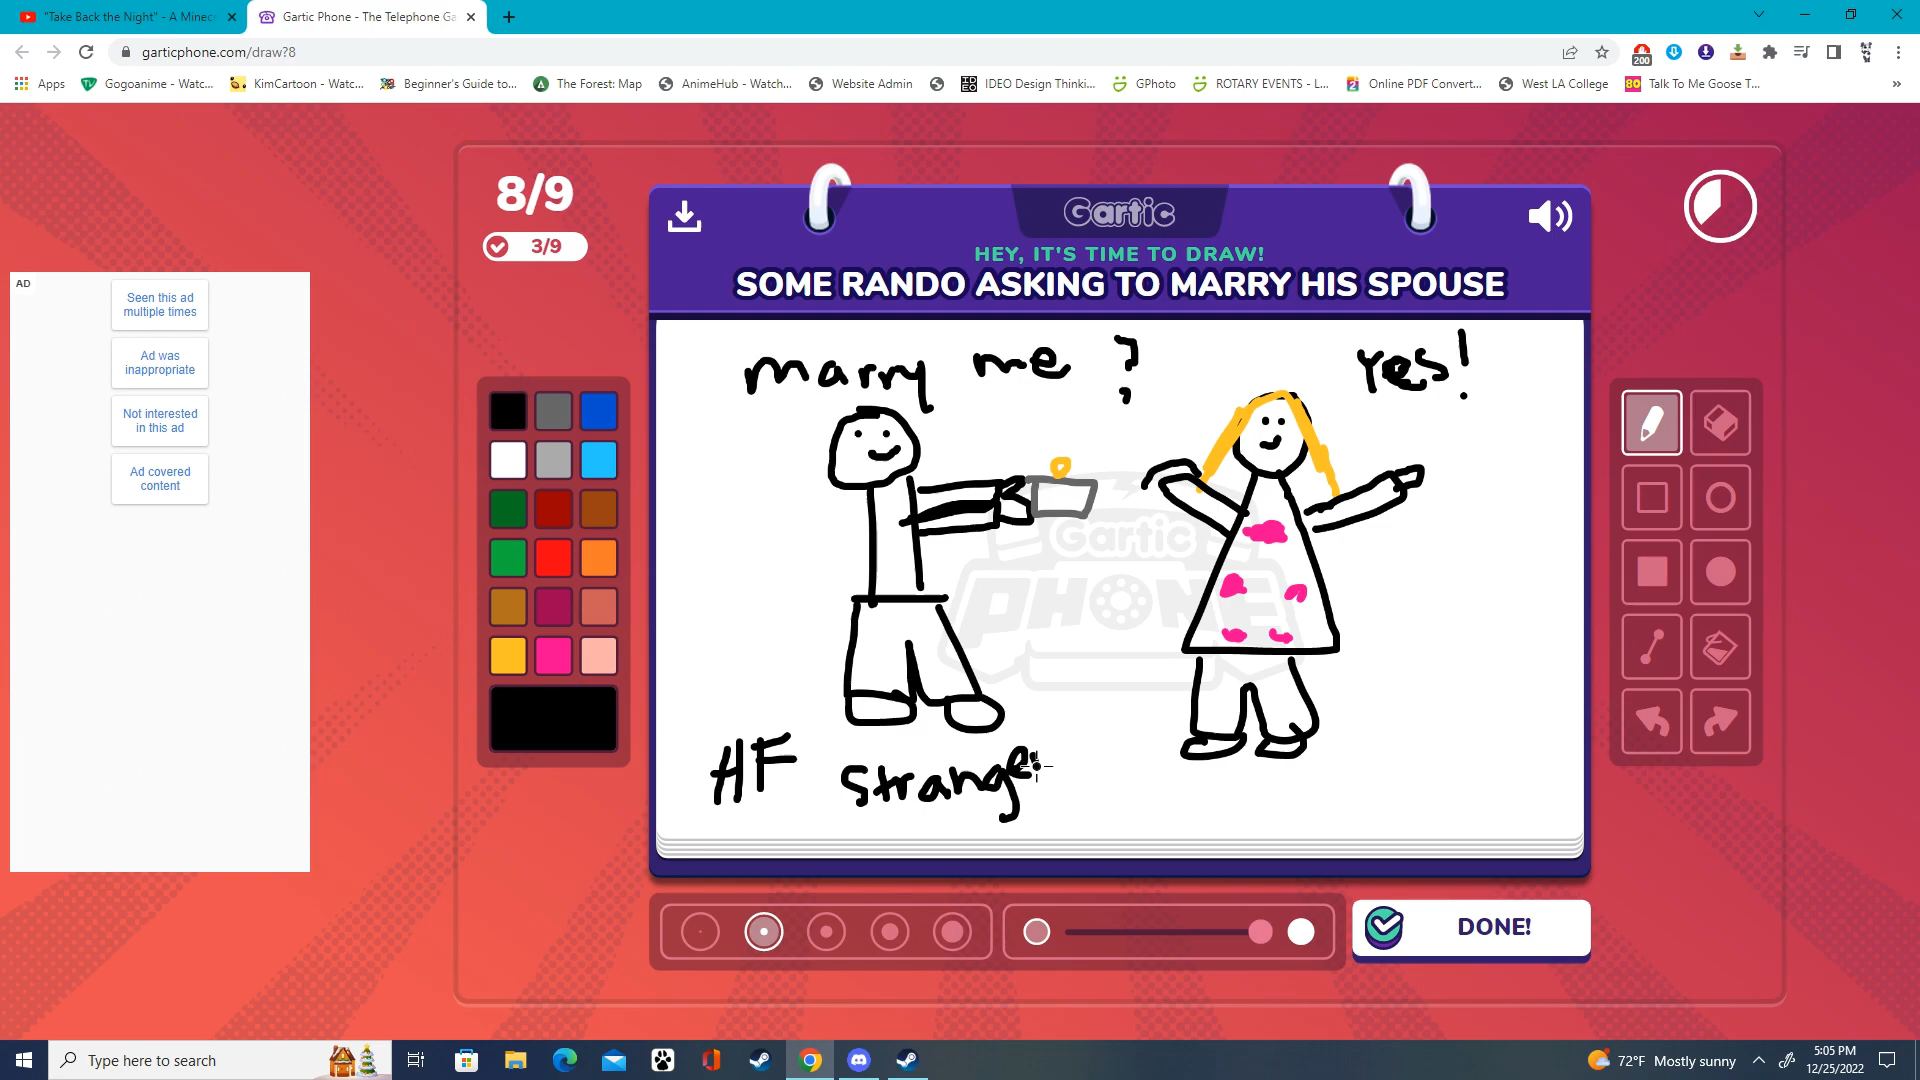 "Take Back the Night" - A Minec
Gartic Phone - The Telephone Ga
garticphone.com/draw?8
200
Apps
Gogoanime - Watc...
KimCartoon - Watc...
Beginner's Guide to...
The Forest: Map
AnimeHub - Watch...
Website Admin
IDEO Design Thinki...
GPhoto
ROTARY EVENTS - L...
Online PDF Convert...
West LA College
80 Talk To Me Goose T...
8/9
3/9
Gartic
HEY, IT'S TIME TO DRAW!
SOME RANDO ASKING TO MARRY HIS SPOUSE
AD
Seen this ad
multiple times
Ad was
inappropriate
Not interested
in this ad
Ad covered
content
marry me ?
Yes!
Gartic
PHONE
HF strange
DONE!
Type here to search
72°F Mostly sunny
5:05 PM
12/25/2022